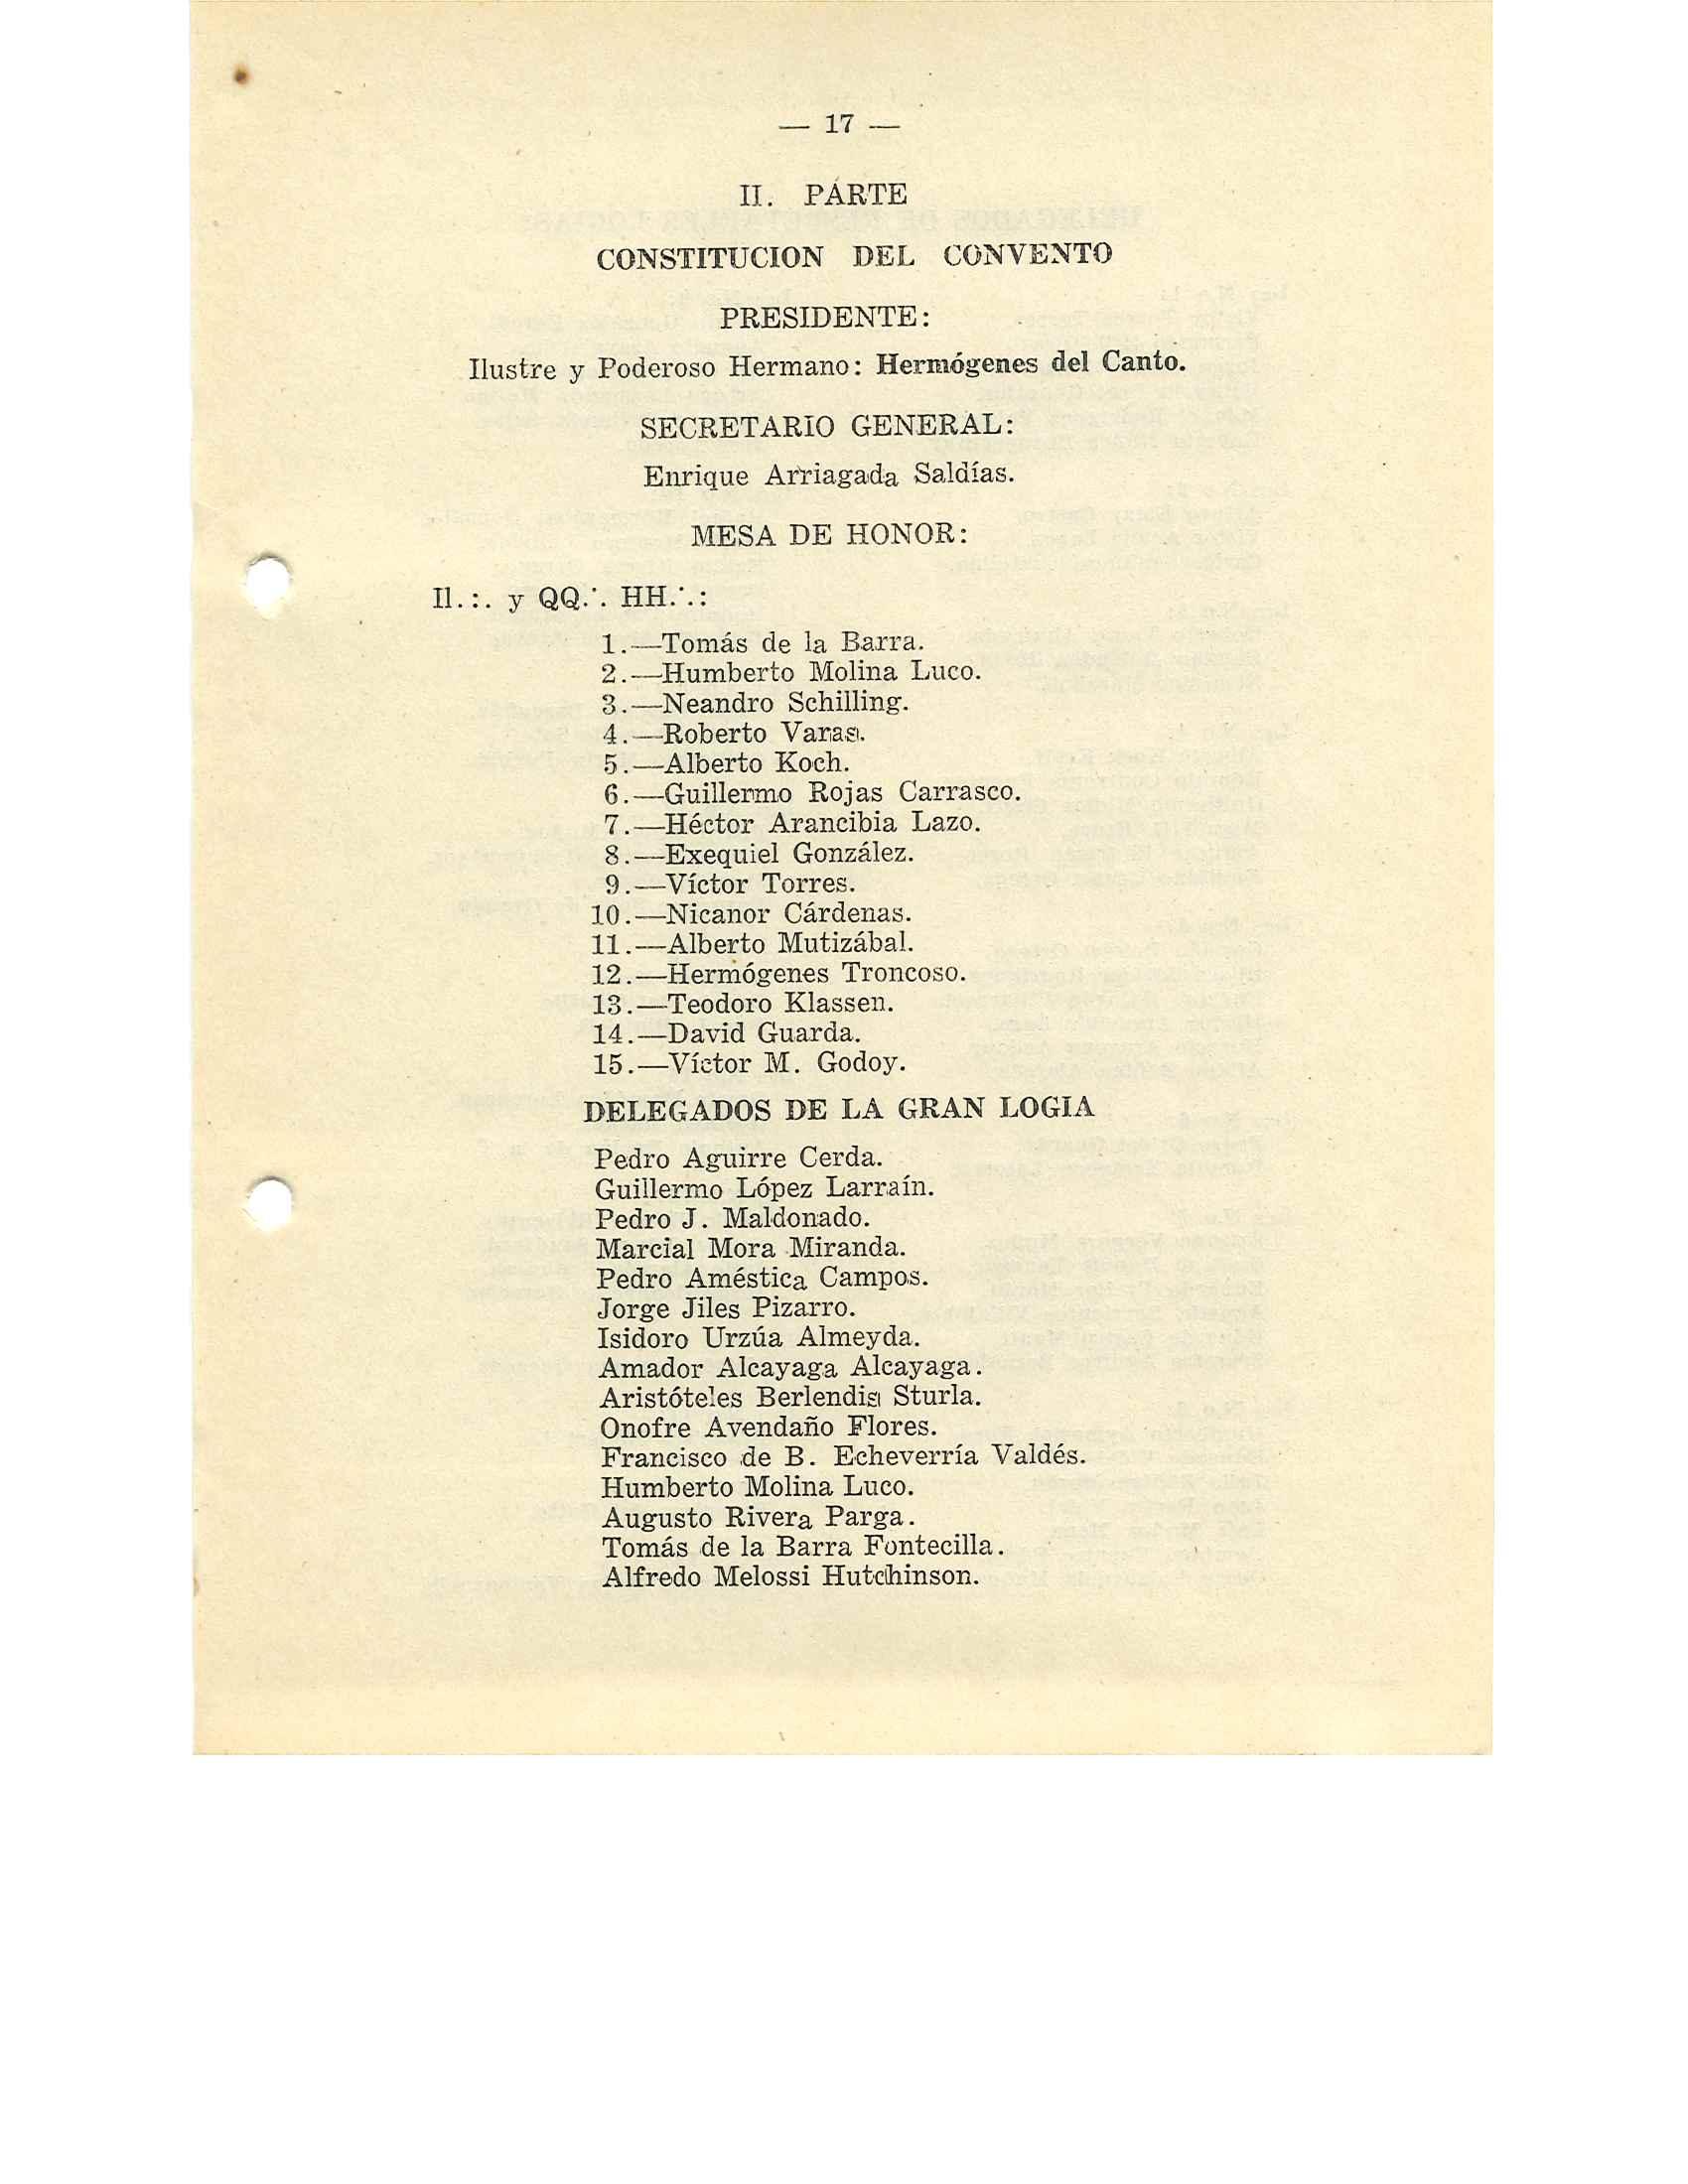 — 17 —
II. PARTE
CONSTITUCION DEL CONVENTO
PRESIDENTE:
Ilustre y Poderoso Hermano: Hermógenes del Canto.
SECRETARIO GENERAL:
Enrique Arriagada Saldías.
MESA DE HONOR:
Il.:. y QQ.·. HH.·.:
1.—Tomás de la Barra.
2.—Humberto Molina Luco.
3.—Neandro Schilling.
4.—Roberto Varas.
5.—Alberto Koch.
6.—Guillermo Rojas Carrasco.
7.—Héctor Arancibia Lazo.
8.—Exequiel González.
9.—Víctor Torres.
10.—Nicanor Cárdenas.
11.—Alberto Mutizábal.
12.—Hermógenes Troncoso.
13.—Teodoro Klassen.
14.—David Guarda.
15.—Víctor M. Godoy.
DELEGADOS DE LA GRAN LOGIA
Pedro Aguirre Cerda.
Guillermo López Larraín.
Pedro J. Maldonado.
Marcial Mora Miranda.
Pedro Améstica Campos.
Jorge Jiles Pizarro.
Isidoro Urzúa Almeyda.
Amador Alcayaga Alcayaga.
Aristóteles Berlendis Sturla.
Onofre Avendaño Flores.
Francisco de B. Echeverría Valdés.
Humberto Molina Luco.
Augusto Rivera Parga.
Tomás de la Barra Fontecilla.
Alfredo Melossi Hutchinson.